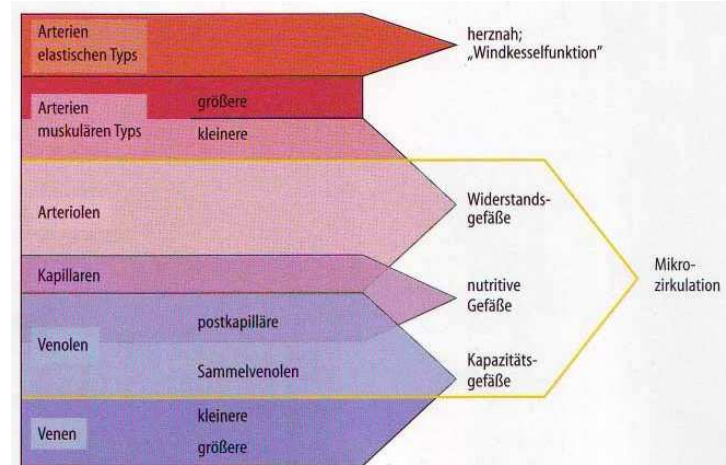 Arterien
elastischen Typs
herznah;
„Windkesselfunktion"
Arterien
muskulären Typs
größere
kleinere
Arteriolen
Widerstands-
gefäße
Kapillaren
nutritive
Gefäße
Mikro-
zirkulation
Venolen
postkapilläre
Sammelvenolen
Kapazitäts-
gefäße
Venen
kleinere
größere